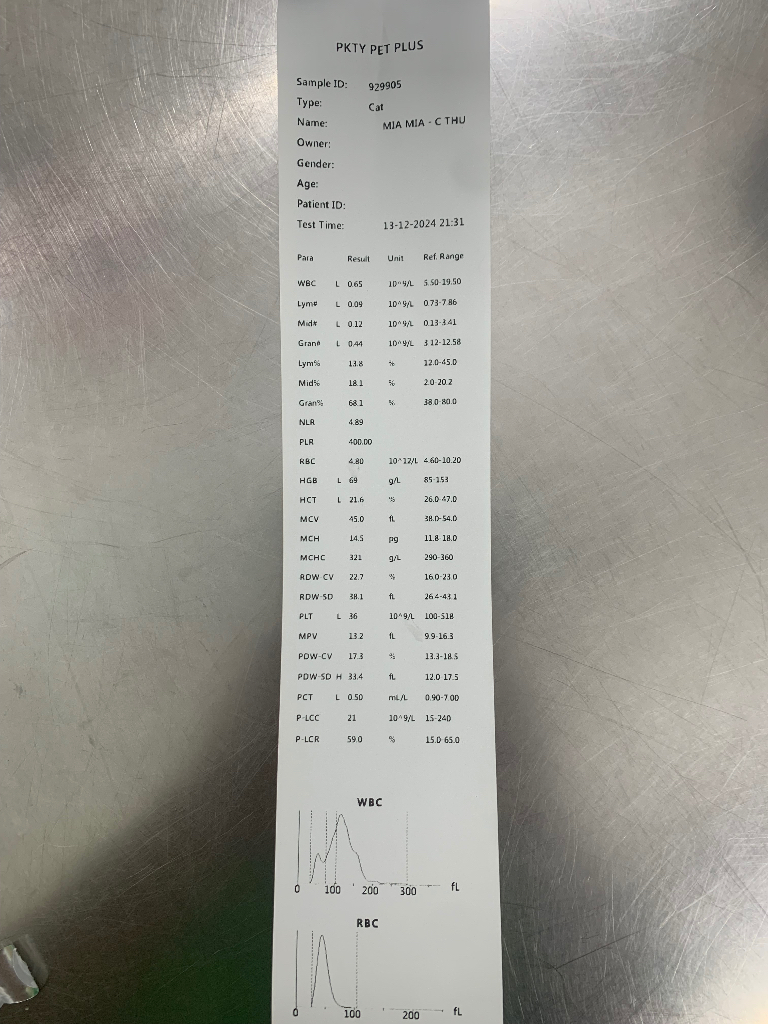 PKTY PET PLUS
Sample ID: 929905
Type: Cat
Name: MIA MIA - C THU
Owner:
Gender:
Age:
Patient ID:
Test Time: 13-12-2024 21:31
Para Result Unit Ref. Range
WBC L 0.65 10^9/L 5.50-19.50
Lym# L 0.09 10^9/L 0.73-7.86
Mid# L 0.12 10^9/L 0.13-3.41
Gran# L 0.44 10^9/L 3.12-12.58
Lym% 13.8 % 12.0-45.0
Mid% 18.1 % 2.0-20.2
Gran% 68.1 % 38.0-80.0
NLR 4.89
PLR 400.00
RBC 4.80 10^12/L 4.60-10.20
HGB L 69 g/L 85-153
HCT L 21.6 % 26.0-47.0
MCV 45.0 fL 38.0-54.0
MCH 14.5 pg 11.8-18.0
MCHC 321 g/L 290-360
RDW-CV 22.7 % 16.0-23.0
RDW-SD 38.1 fL 26.4-43.1
PLT L 36 10^9/L 100-518
MPV 13.2 fL 9.9-16.3
PDW-CV 17.3 % 13.3-18.5
PDW-SD H 33.4 fL 12.0-17.5
PCT L 0.50 mL/L 0.90-7.00
P-LCC 21 10^9/L 15-240
P-LCR 59.0 % 15.0-65.0
WBC
0 100 200 300 fL
RBC
0 100 200 fL